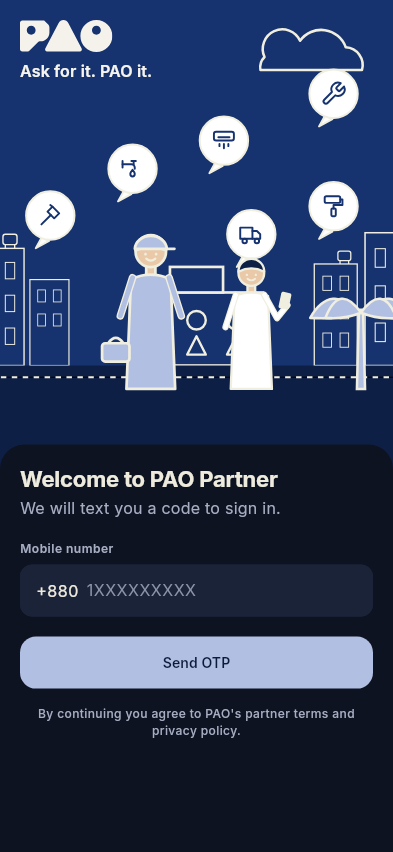 PAO
Ask for it. PAO it.
Welcome to PAO Partner
We will text you a code to sign in.
Mobile number
+880 1XXXXXXXXX
Send OTP
By continuing you agree to PAO's partner terms and
privacy policy.